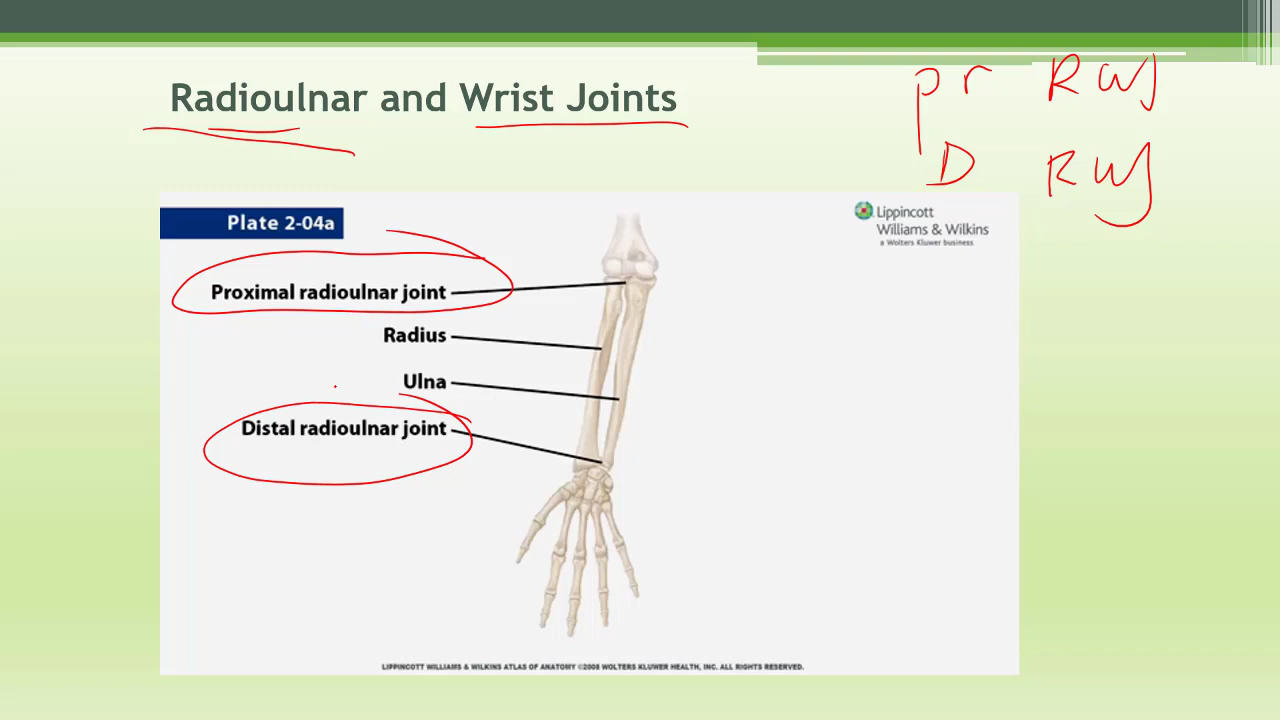 Radioulnar and Wrist Joints
pr RWJ
D RWJ
Plate 2-04a
Lippincott
Williams & Wilkins
a Wolters Kluwer business
Proximal radioulnar joint
Radius
Ulna
Distal radioulnar joint
LIPPINCOTT WILLIAMS & WILKINS ATLAS OF ANATOMY ©2008 WOLTERS KLUWER HEALTH, INC. ALL RIGHTS RESERVED.